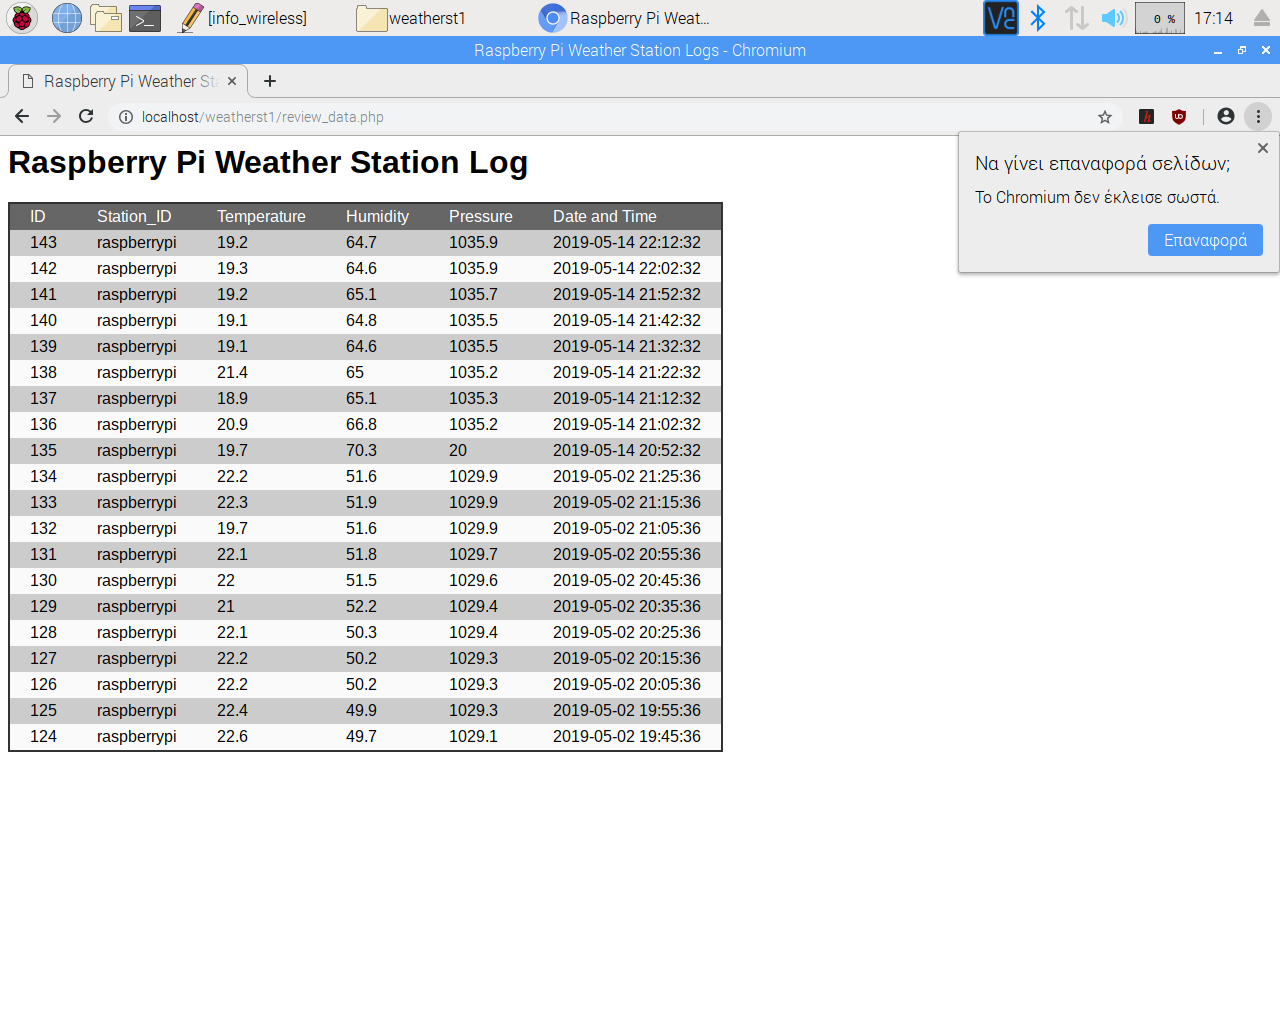 [info_wireless]
weatherst1
Raspberry Pi Weat...
0 %
17:14
Raspberry Pi Weather Station Logs - Chromium
Raspberry Pi Weather Sta
localhost/weatherst1/review_data.php
Να γίνει επαναφορά σελίδων;
Το Chromium δεν έκλεισε σωστά.
Επαναφορά
Raspberry Pi Weather Station Log
ID Station_ID Temperature Humidity Pressure Date and Time
143 raspberrypi 19.2 64.7 1035.9 2019-05-14 22:12:32
142 raspberrypi 19.3 64.6 1035.9 2019-05-14 22:02:32
141 raspberrypi 19.2 65.1 1035.7 2019-05-14 21:52:32
140 raspberrypi 19.1 64.8 1035.5 2019-05-14 21:42:32
139 raspberrypi 19.1 64.6 1035.5 2019-05-14 21:32:32
138 raspberrypi 21.4 65 1035.2 2019-05-14 21:22:32
137 raspberrypi 18.9 65.1 1035.3 2019-05-14 21:12:32
136 raspberrypi 20.9 66.8 1035.2 2019-05-14 21:02:32
135 raspberrypi 19.7 70.3 20 2019-05-14 20:52:32
134 raspberrypi 22.2 51.6 1029.9 2019-05-02 21:25:36
133 raspberrypi 22.3 51.9 1029.9 2019-05-02 21:15:36
132 raspberrypi 19.7 51.6 1029.9 2019-05-02 21:05:36
131 raspberrypi 22.1 51.8 1029.7 2019-05-02 20:55:36
130 raspberrypi 22 51.5 1029.6 2019-05-02 20:45:36
129 raspberrypi 21 52.2 1029.4 2019-05-02 20:35:36
128 raspberrypi 22.1 50.3 1029.4 2019-05-02 20:25:36
127 raspberrypi 22.2 50.2 1029.3 2019-05-02 20:15:36
126 raspberrypi 22.2 50.2 1029.3 2019-05-02 20:05:36
125 raspberrypi 22.4 49.9 1029.3 2019-05-02 19:55:36
124 raspberrypi 22.6 49.7 1029.1 2019-05-02 19:45:36